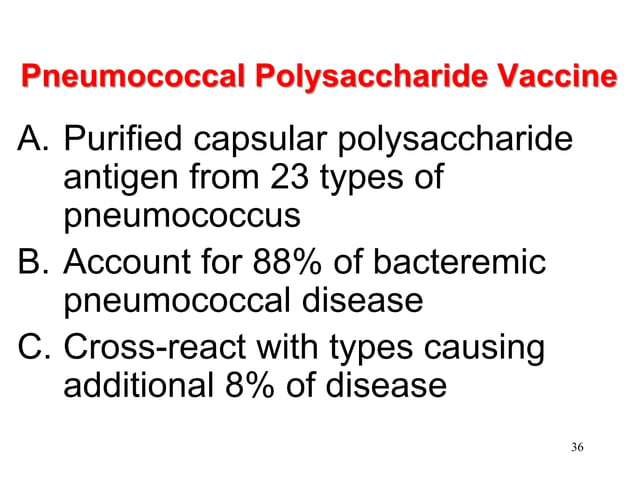 Pneumococcal Polysaccharide Vaccine
A. Purified capsular polysaccharide
antigen from 23 types of
pneumococcus
B. Account for 88% of bacteremic
pneumococcal disease
C. Cross-react with types causing
additional 8% of disease
36